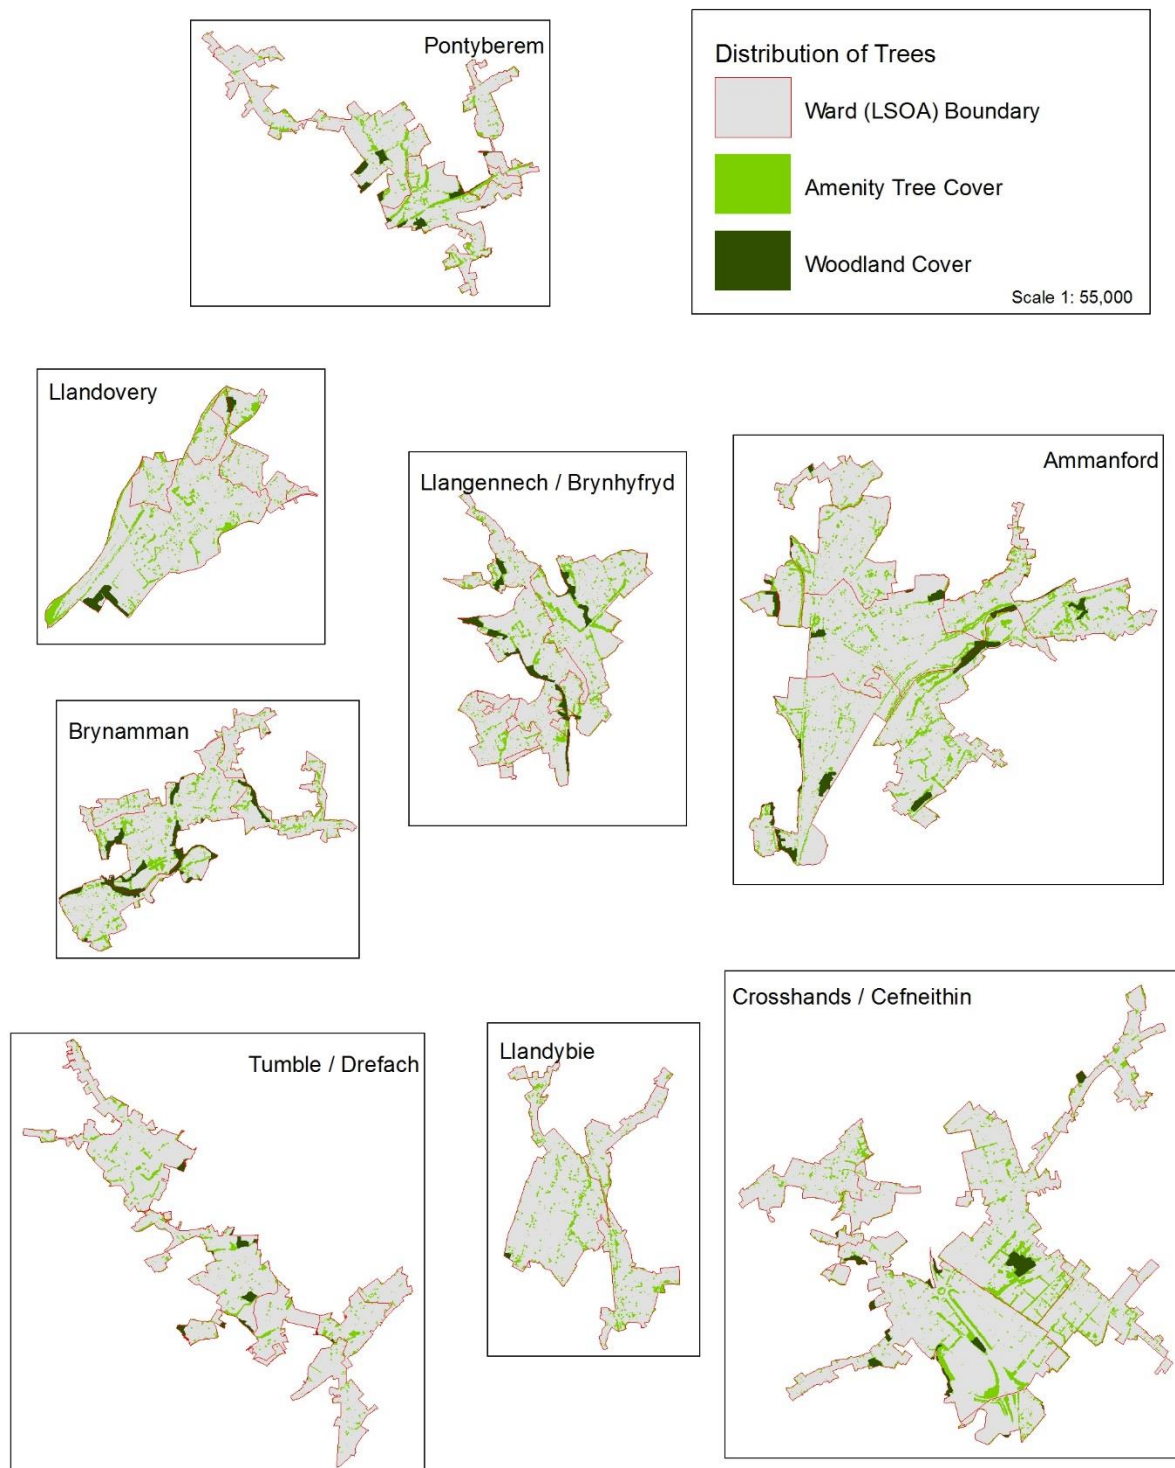 Pontyberem
Distribution of Trees
Ward (LSOA) Boundary
Amenity Tree Cover
Woodland Cover
Scale 1: 55,000
Llandovery
Llangennech / Brynhyfryd
Ammanford
Brynamman
Crosshands / Cefneithin
Tumble / Drefach
Llandybie